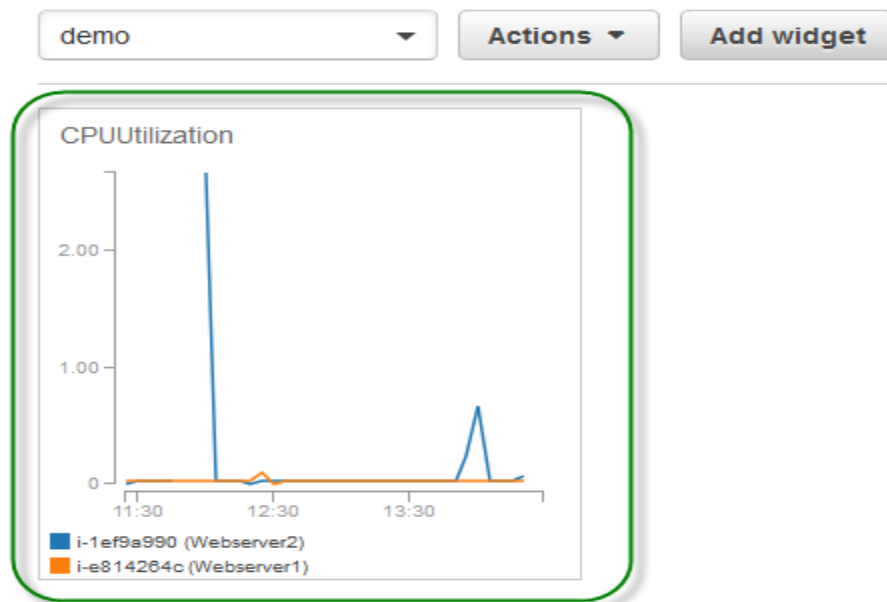 demo Actions Add widget
CPUUtilization
2.00
1.00
0
11:30 12:30 13:30
i-1ef9a990 (Webserver2)
i-e814264c (Webserver1)